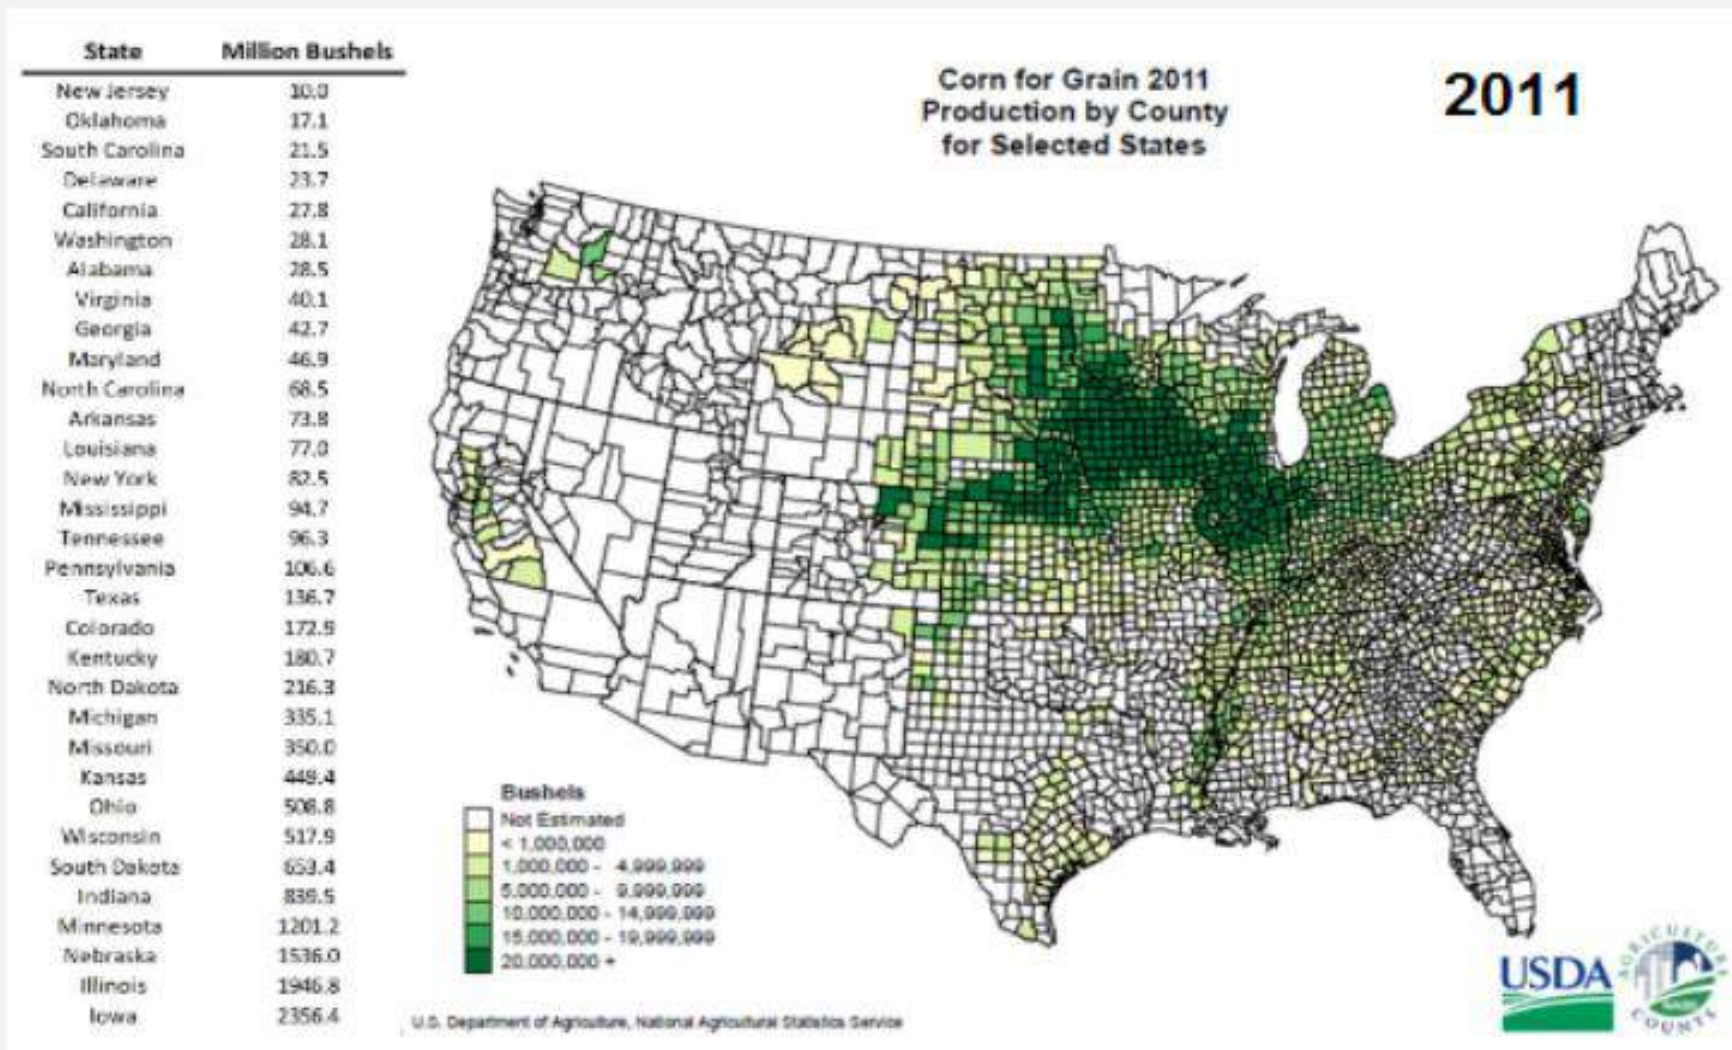 State Million Bushels
New Jersey 10.0
Oklahoma 17.1
South Carolina 21.5
Delaware 23.7
California 27.8
Washington 28.1
Alabama 28.5
Virginia 40.1
Georgia 42.7
Maryland 46.9
North Carolina 68.5
Arkansas 73.8
Louisiana 77.0
New York 82.5
Mississippi 94.7
Tennessee 96.3
Pennsylvania 106.6
Texas 136.7
Colorado 172.9
Kentucky 180.7
North Dakota 216.3
Michigan 335.1
Missouri 350.0
Kansas 449.4
Ohio 508.8
Wisconsin 517.9
South Dakota 653.4
Indiana 839.5
Minnesota 1201.2
Nebraska 1536.0
Illinois 1946.8
Iowa 2356.4
Corn for Grain 2011
Production by County
for Selected States
2011
Bushels
Not Estimated
< 1,000,000
1,000,000 - 4,999,999
5,000,000 - 9,999,999
10,000,000 - 14,999,999
15,000,000 - 19,999,999
20,000,000 +
U.S. Department of Agriculture, National Agricultural Statistics Service
USDA
AGRICULTURE
COUNTS